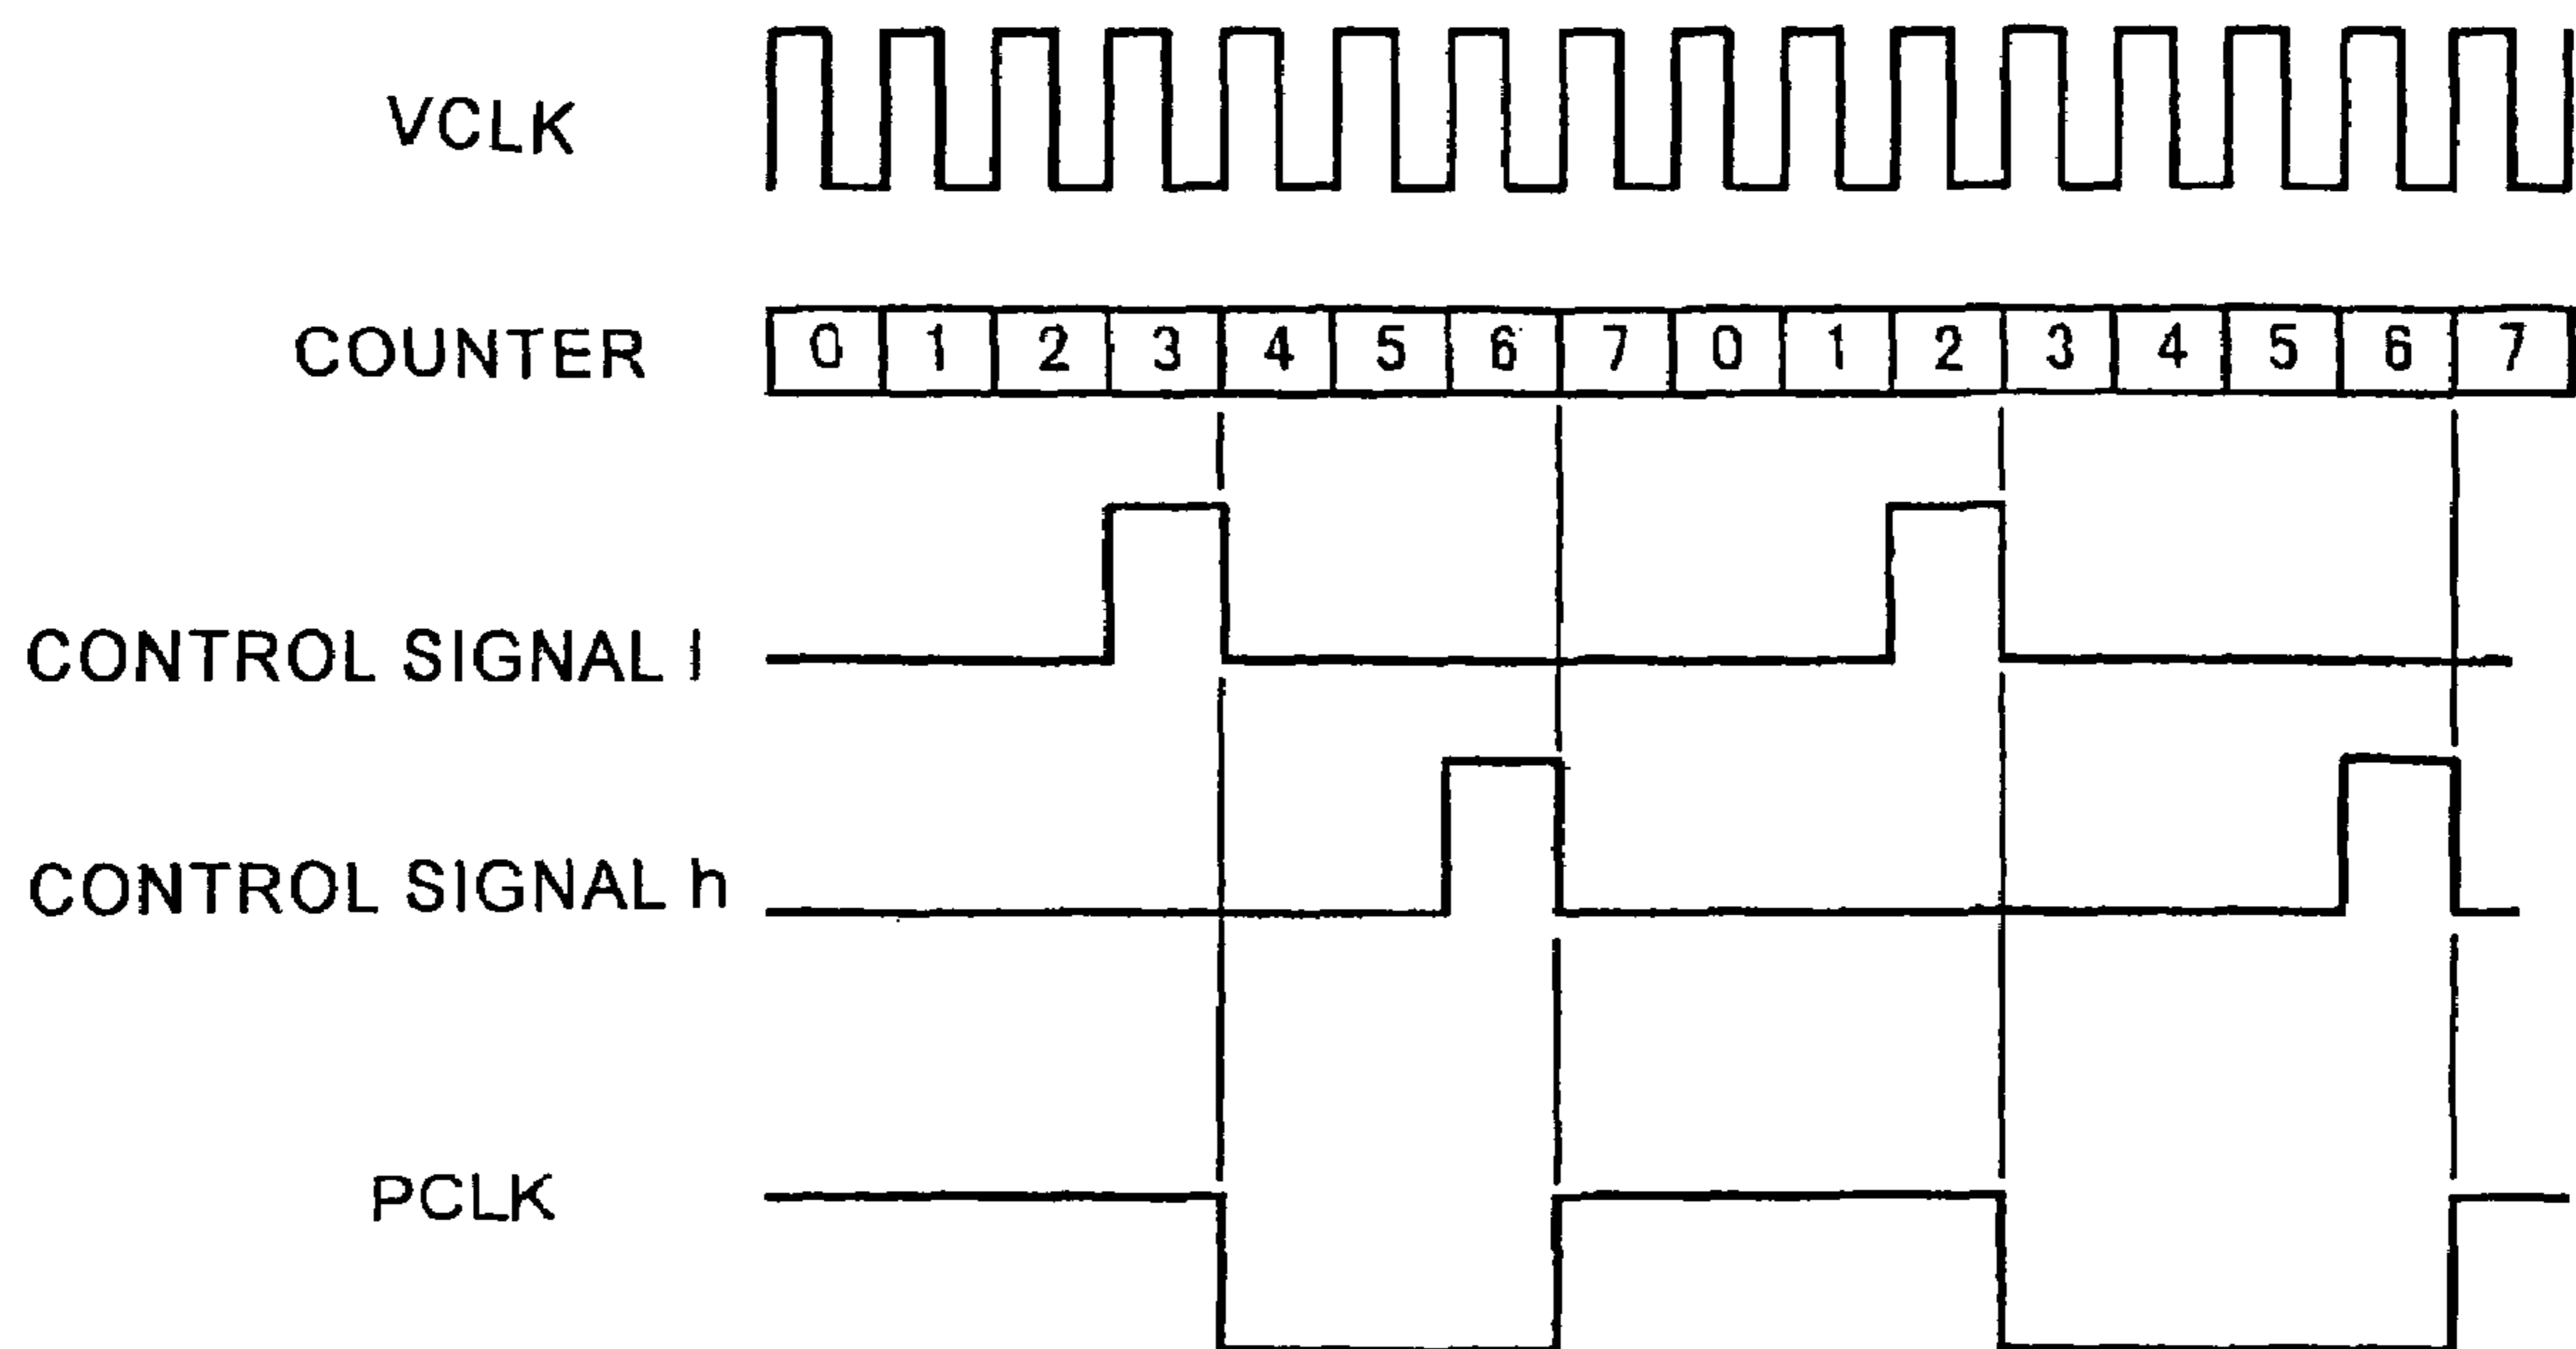 VCLK
COUNTER 0 1 2 3 4 5 6 7 0 1 2 3 4 5 6 7
CONTROL SIGNAL l
CONTROL SIGNAL h
PCLK